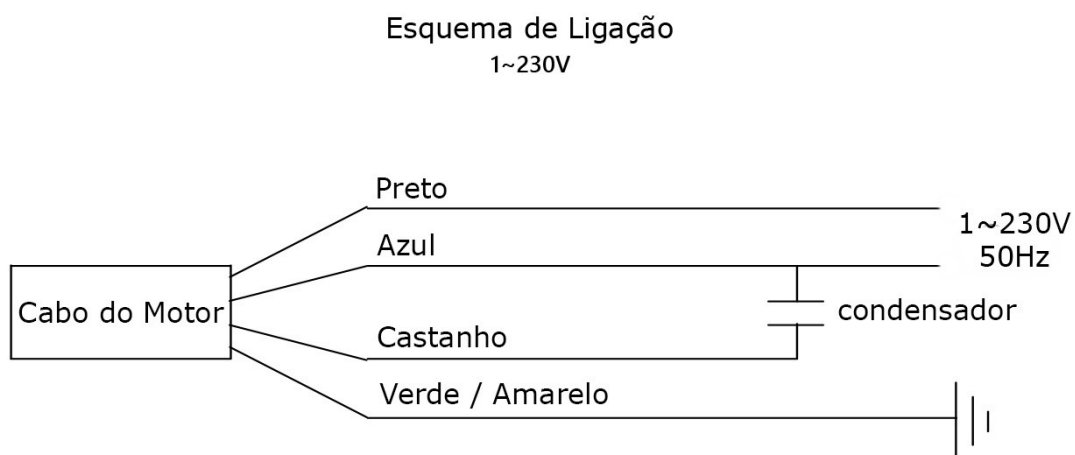 Esquema de Ligação
1~230V
Preto
Azul
1~230V
50Hz
Cabo do Motor
condensador
Castanho
Verde / Amarelo